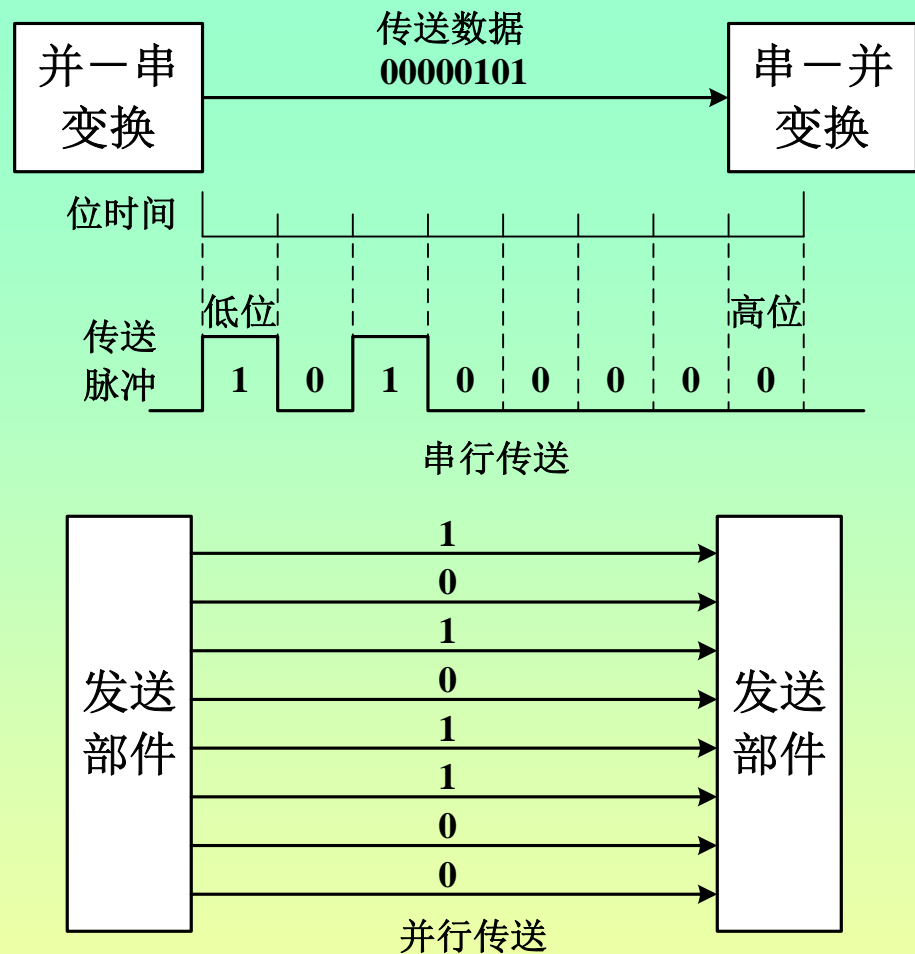 传送数据
00000101
并－串
变换
串－并
变换
位时间
低位
高位
传送
脉冲
1 0 1 0 0 0 0 0
串行传送
发送
部件
1
0
1
0
1
1
0
0
发送
部件
并行传送